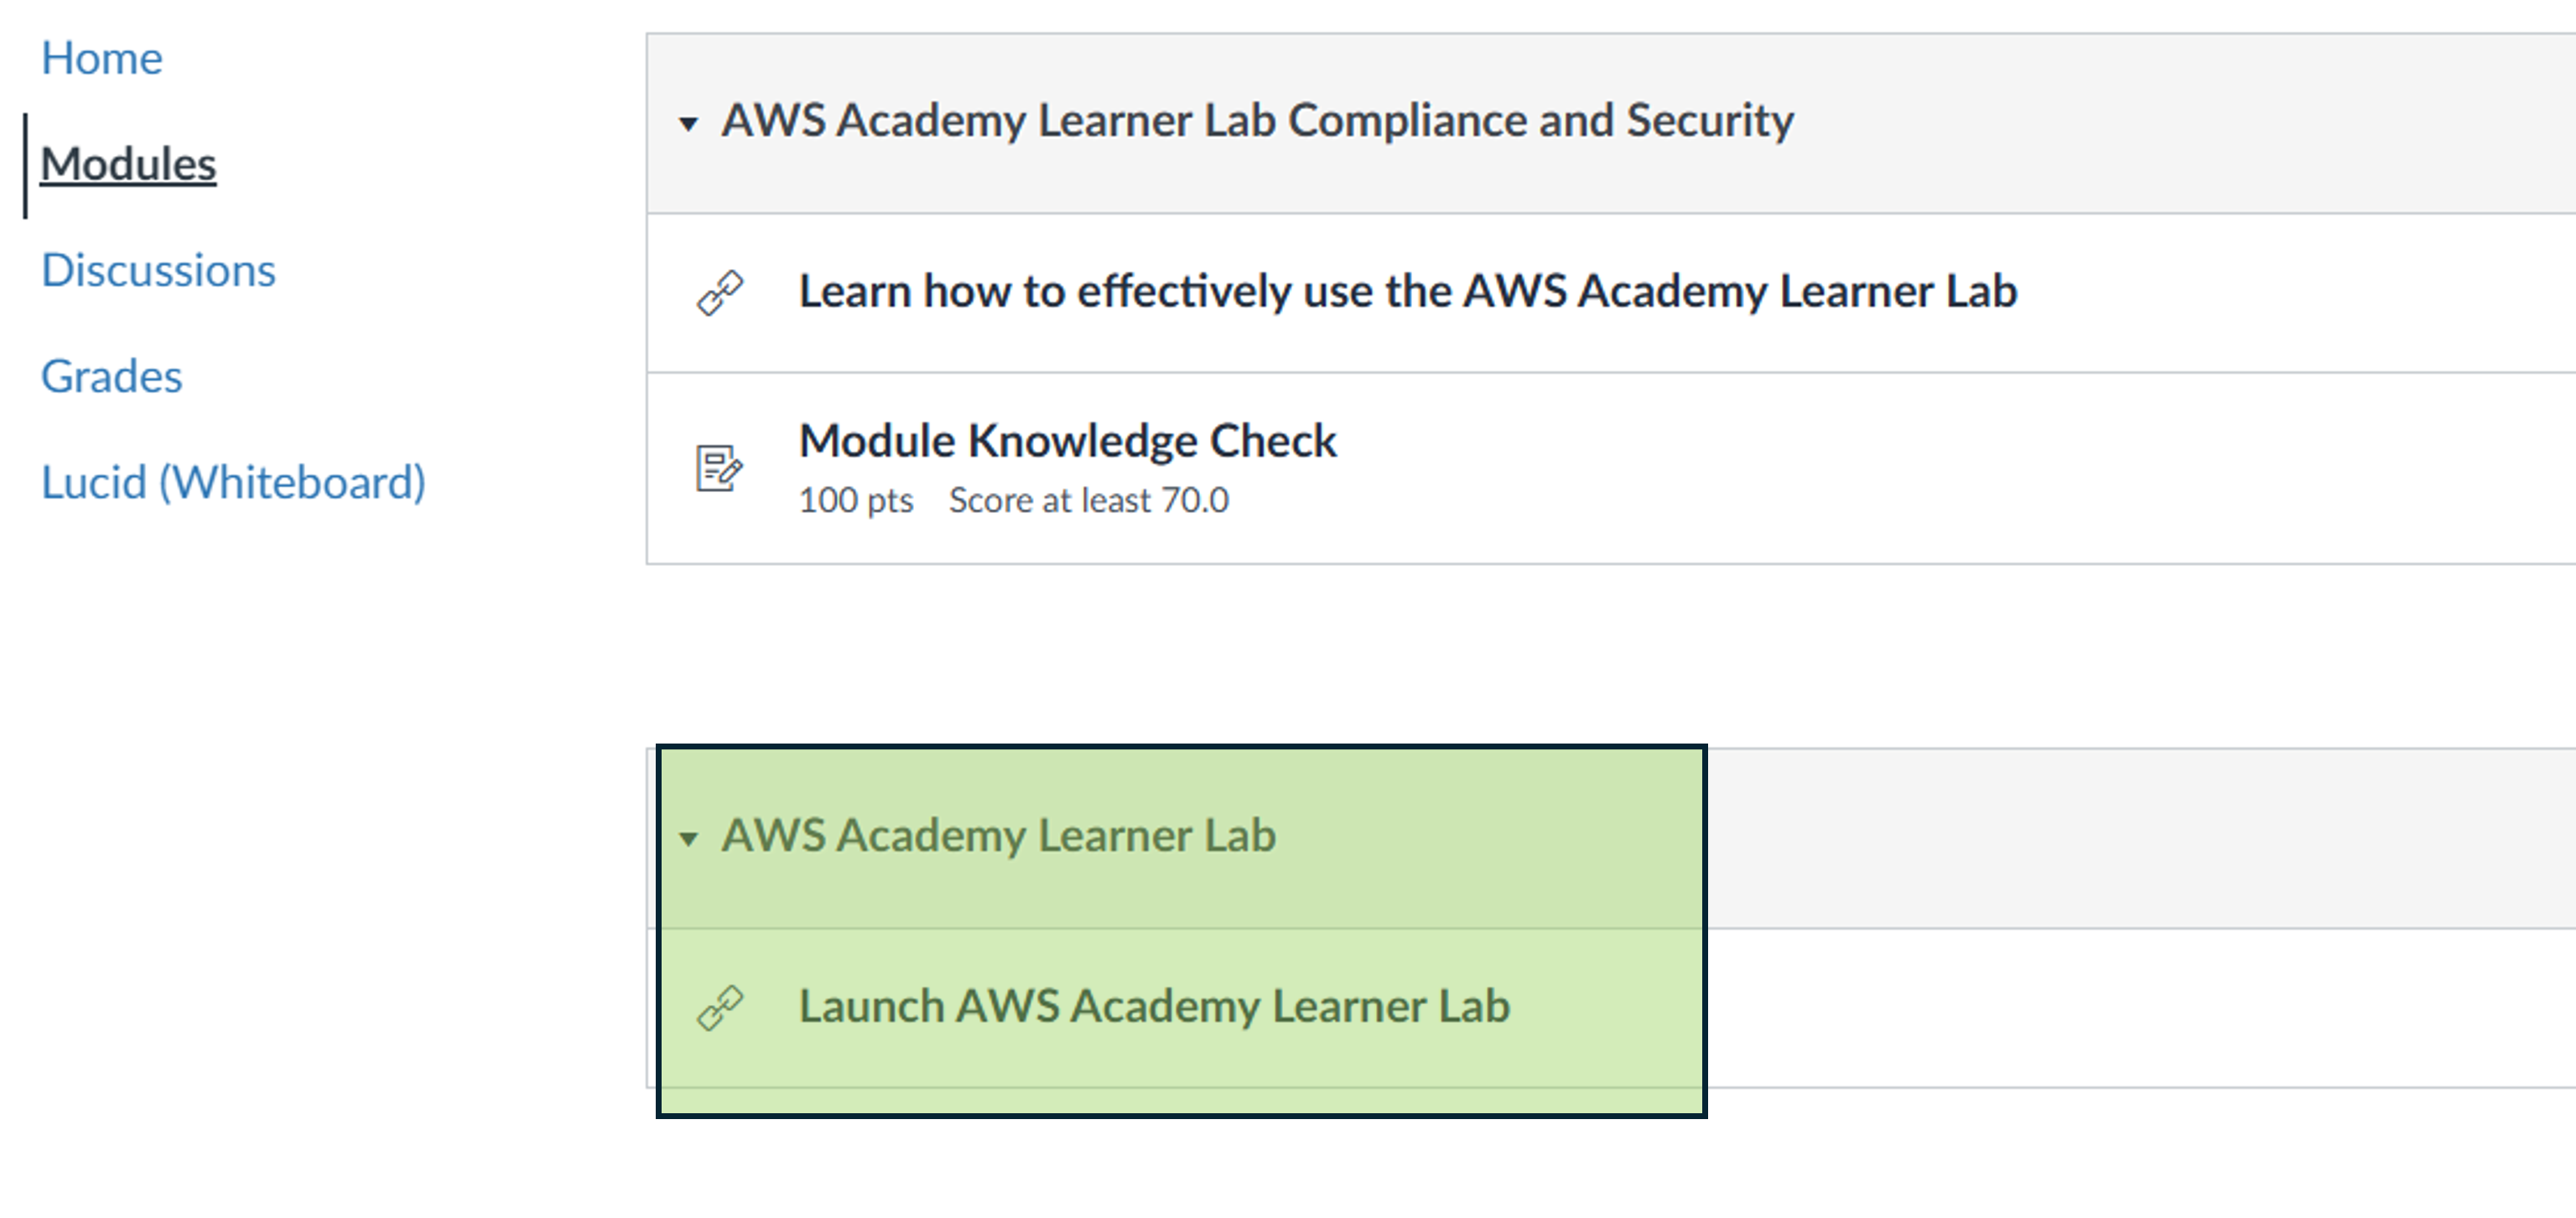 Home
Modules
Discussions
Grades
Lucid (Whiteboard)
AWS Academy Learner Lab Compliance and Security
Learn how to effectively use the AWS Academy Learner Lab
Module Knowledge Check
100 pts Score at least 70.0
AWS Academy Learner Lab
Launch AWS Academy Learner Lab